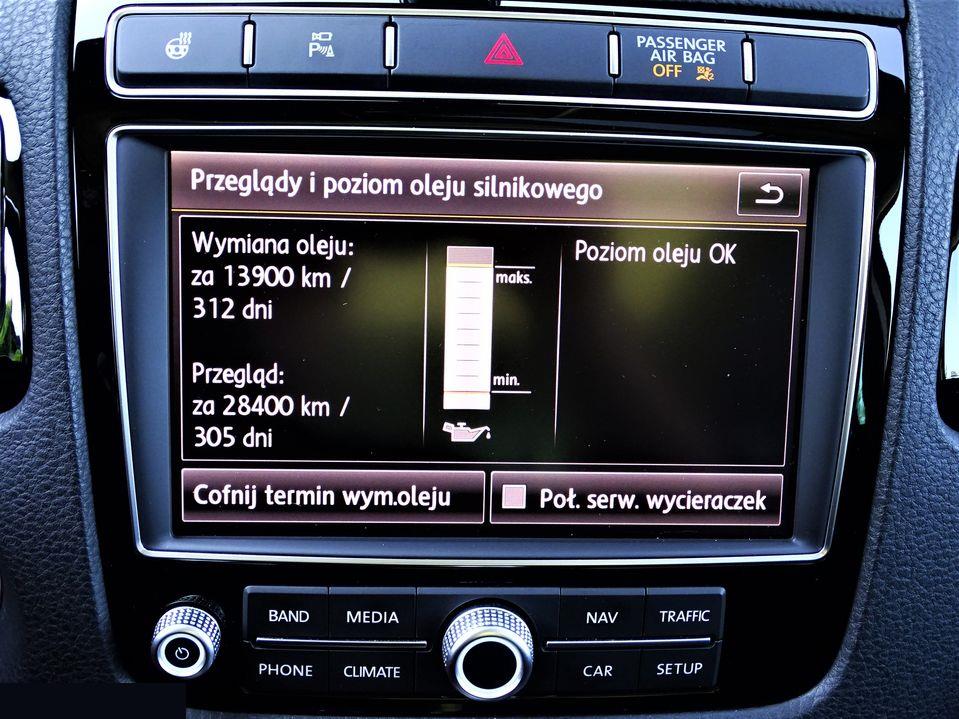 P
PASSENGER
AIR BAG
OFF
2
Przeglądy i poziom oleju silnikowego
Wymiana oleju:
za 13900 km /
312 dni
Przegląd:
za 28400 km /
305 dni
maks.
min.
Poziom oleju OK
Cofnij termin wym.oleju
Poł. serw. wycieraczek
BAND
MEDIA
NAV
TRAFFIC
PHONE
CLIMATE
CAR
SETUP